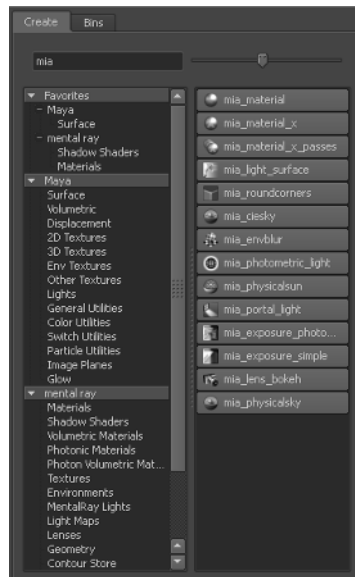 Create Bins
mia
Favorites
Maya
Surface
mental ray
Shadow Shaders
Materials
Maya
Surface
Volumetric
Displacement
2D Textures
3D Textures
Env Textures
Other Textures
Lights
General Utilities
Color Utilities
Switch Utilities
Particle Utilities
Image Planes
Glow
mental ray
Materials
Shadow Shaders
Volumetric Materials
Photonic Materials
Photon Volumetric Mat...
Textures
Environments
MentalRay Lights
Light Maps
Lenses
Geometry
Contour Store
mia_material
mia_material_x
mia_material_x_passes
mia_light_surface
mia_roundcorners
mia_ciesky
mia_envblur
mia_photometric_light
mia_physicalsun
mia_portal_light
mia_exposure_photo...
mia_exposure_simple
mia_lens_bokeh
mia_physicalsky